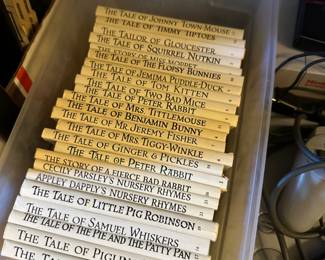 THE TALE OF JOHNNY TOWN-MOUSE
THE TALE OF TIMMY TIPTOES
THE TAILOR OF GLOUCESTER
THE TALE OF SQUIRREL NUTKIN
THE STORY OF MISS MOPPET
THE TALE OF THE FLOPSY BUNNIES
THE TALE OF JEMIMA PUDDLE-DUCK
THE TALE OF TOM KITTEN
THE TALE OF TWO BAD MICE
THE TALE OF PETER RABBIT
THE TALE OF MRS TITTLEMOUSE
THE TALE OF BENJAMIN BUNNY
THE TALE OF MR JEREMY FISHER
THE TALE OF MRS TIGGY-WINKLE
THE TALE OF GINGER & PICKLES
THE TALE OF PETER RABBIT
THE STORY OF A FIERCE BAD RABBIT
CECILY PARSLEY'S NURSERY RHYMES
APPLEY DAPPLY'S NURSERY RHYMES
THE TALE OF LITTLE PIG ROBINSON
THE TALE OF SAMUEL WHISKERS
THE TALE OF THE PIE AND THE PATTY PAN
THE TALE OF PIGLIN
THE TALE OF